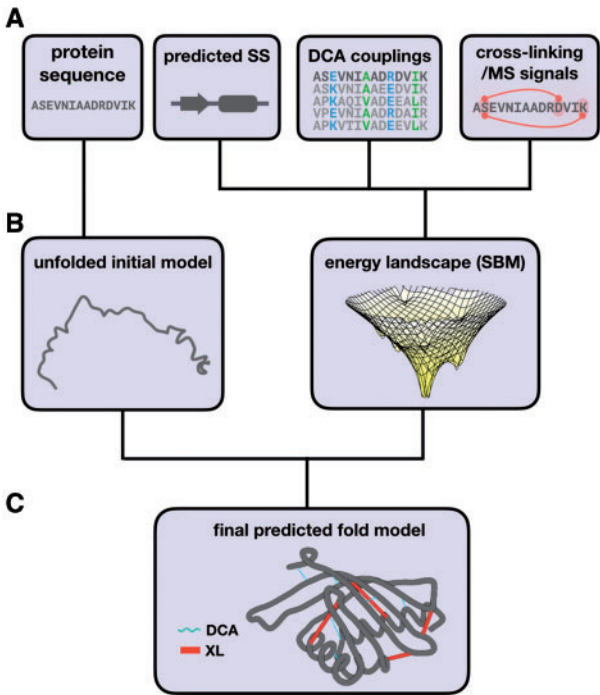 A
protein
sequence
ASEVNIAADRDVIK
predicted SS
DCA couplings
ASEVNIAADRDVIK
ASKVNIAAEEDVIK
APKAQIVADEEALR
VPEVNIAADRDAIR
APKVTIVADEEVLK
cross-linking
/MS signals
ASEVNIAADRDVIK
B
unfolded initial model
energy landscape (SBM)
C
final predicted fold model
DCA
XL